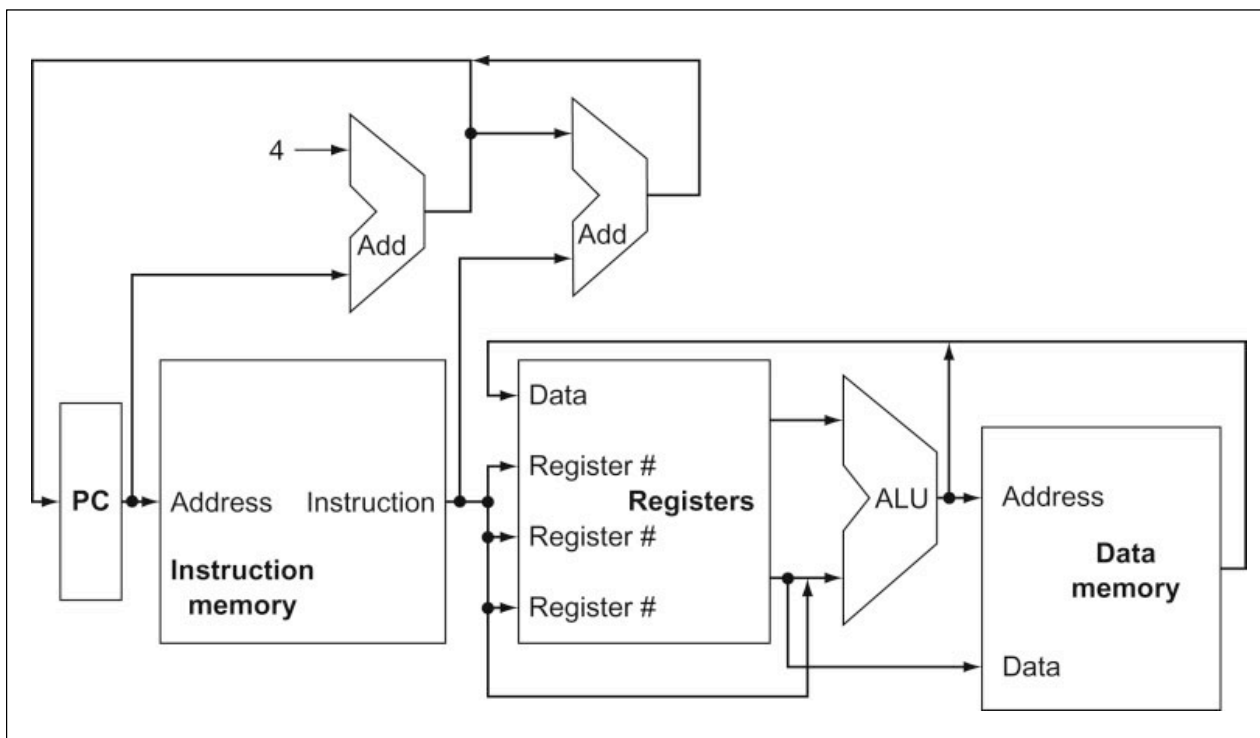 4
Add
Add
PC
Address
Instruction
Instruction
memory
Data
Register #
Registers
Register #
Register #
ALU
Address
Data
memory
Data